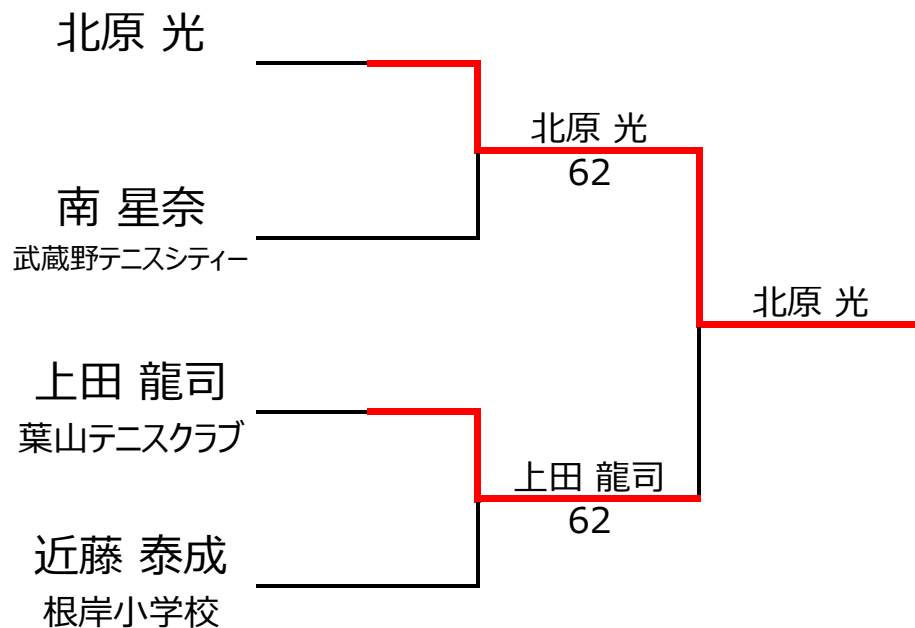 北原 光
南 星奈
武蔵野テニスシティー
上田 龍司
葉山テニスクラブ
近藤 泰成
根岸小学校
北原 光
62
上田 龍司
62
北原 光